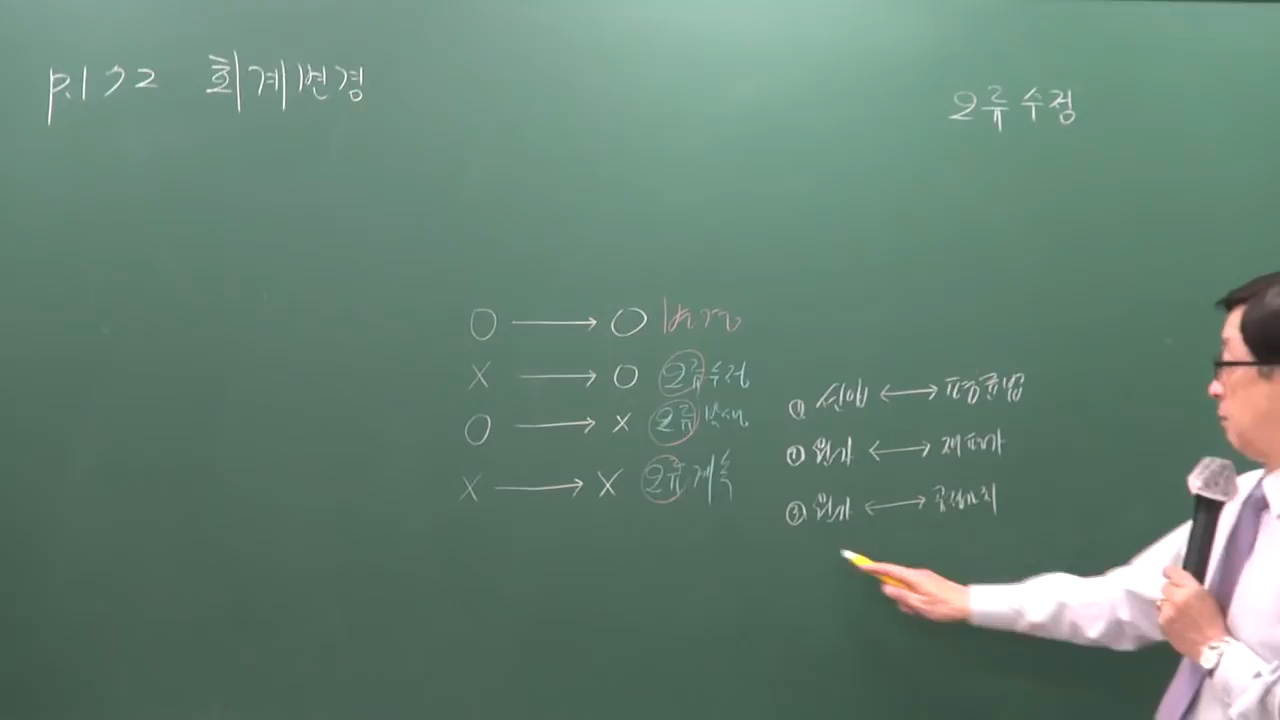 p.172 회계변경
오류수정
O → O 변경
X → O 오류수정
O → X 오류발생
X → X 오류계속
① 선입 ↔ 평균법
② 원가 ↔ 재평가
③ 원가 ↔ 공정가치